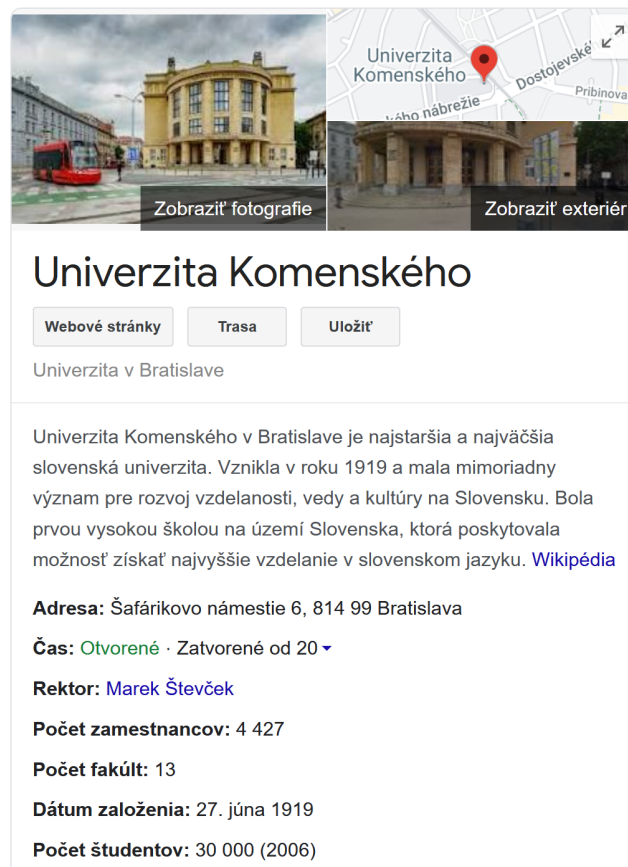 Univerzita
Komenského
Dostojevské
Pribinova
nábrežie
Zobraziť fotografie
Zobraziť exteriér
Univerzita Komenského
Webové stránky
Trasa
Uložiť
Univerzita v Bratislave
Univerzita Komenského v Bratislave je najstaršia a najväčšia
slovenská univerzita. Vznikla v roku 1919 a mala mimoriadny
význam pre rozvoj vzdelanosti, vedy a kultúry na Slovensku. Bola
prvou vysokou školou na území Slovenska, ktorá poskytovala
možnosť získať najvyššie vzdelanie v slovenskom jazyku. Wikipédia
Adresa: Šafárikovo námestie 6, 814 99 Bratislava
Čas: Otvorené · Zatvorené od 20
Rektor: Marek Števček
Počet zamestnancov: 4 427
Počet fakúlt: 13
Dátum založenia: 27. júna 1919
Počet študentov: 30 000 (2006)